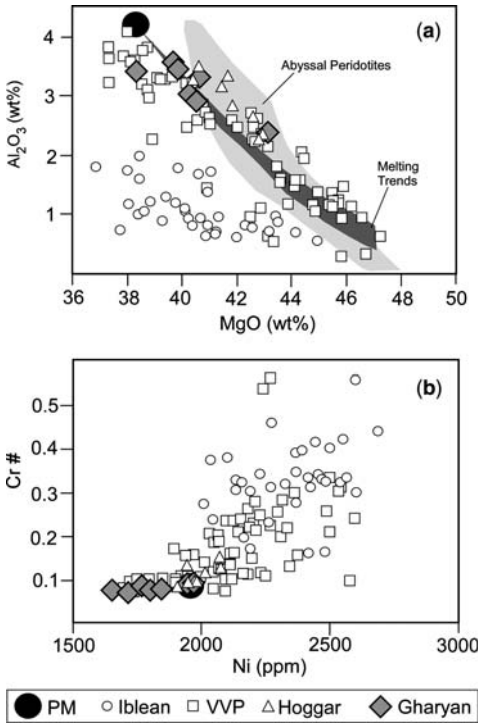 (a)
Abyssal Peridotites
Melting
Trends
Al2O3 (wt%)
4
3
2
1
36 38 40 42 44 46 48 50
MgO (wt%)
(b)
Cr #
0.5
0.4
0.3
0.2
0.1
1500 2000 2500 3000
Ni (ppm)
PM Iblean VVP Hoggar Gharyan